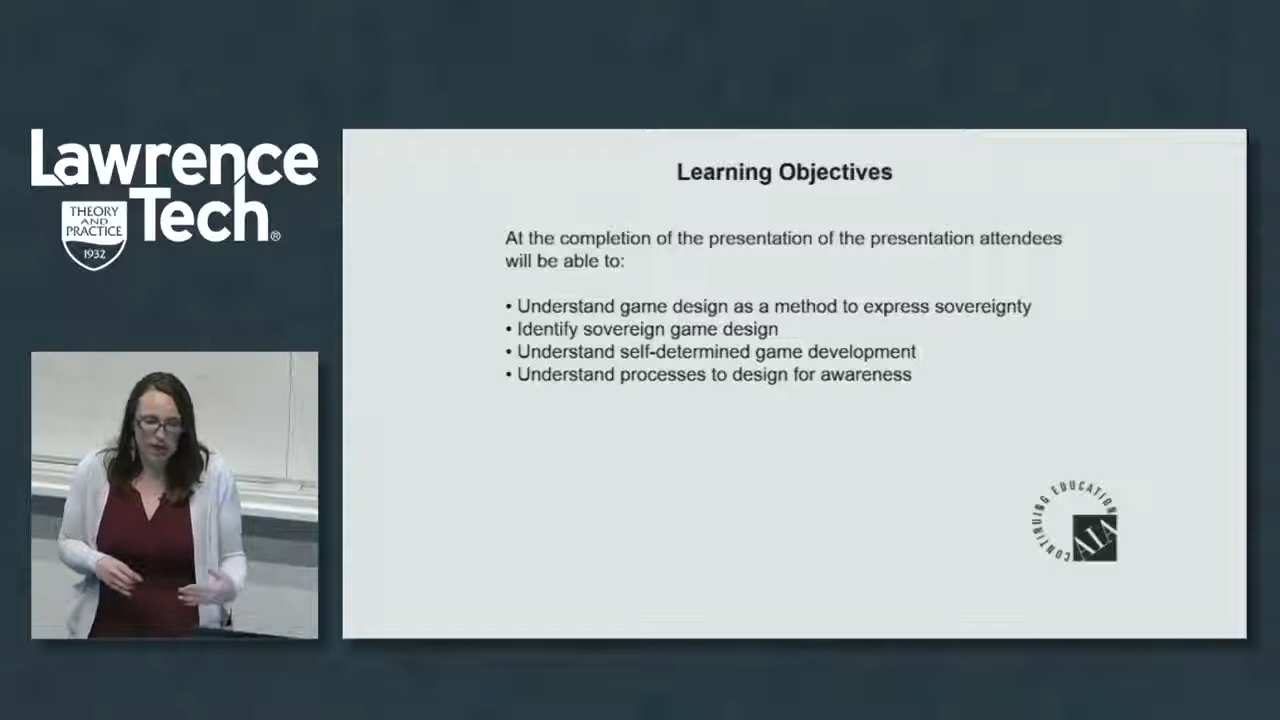 Lawrence
Tech®
THEORY
AND
PRACTICE
1932
Learning Objectives
At the completion of the presentation of the presentation attendees
will be able to:
• Understand game design as a method to express sovereignty
• Identify sovereign game design
• Understand self-determined game development
• Understand processes to design for awareness
CONTINUING EDUCATION
AIA